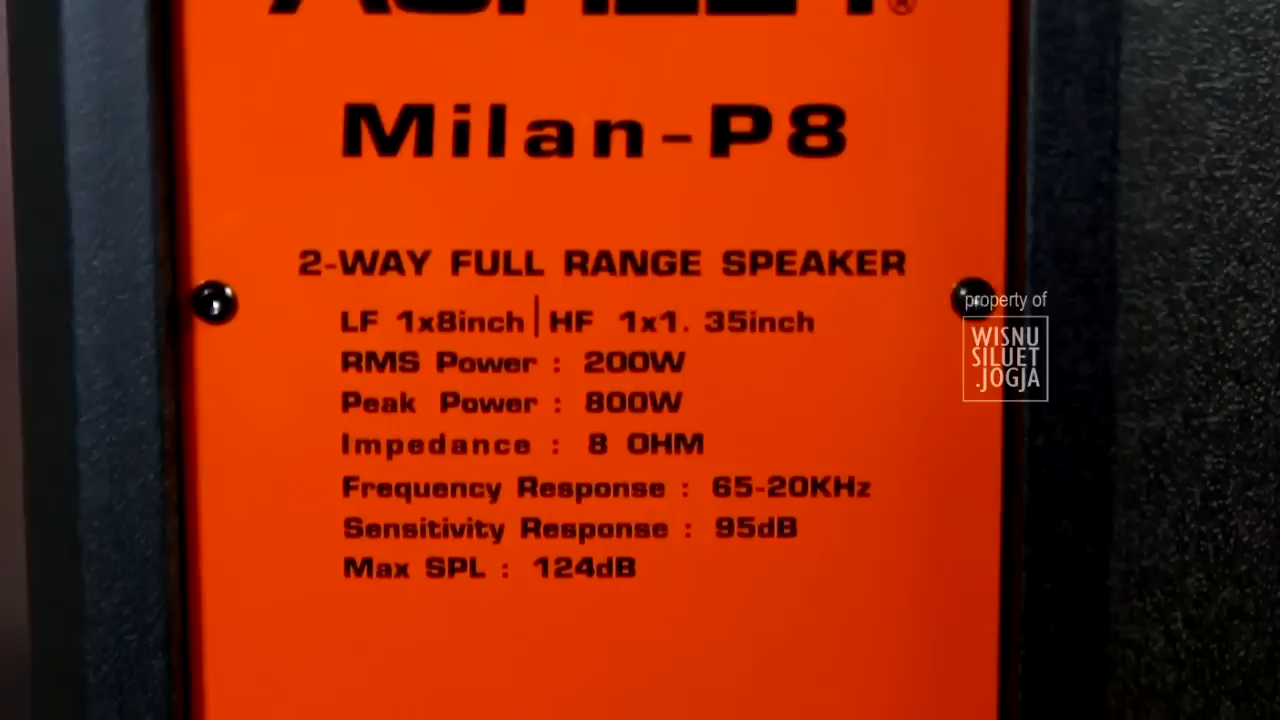 ASHLEY®
Milan-P8
2-WAY FULL RANGE SPEAKER
LF 1x8inch | HF 1x1. 35inch
RMS Power : 200W
Peak Power : 800W
Impedance : 8 OHM
Frequency Response : 65-20KHz
Sensitivity Response : 95dB
Max SPL : 124dB
property of
WISNU
SILUET
.JOGJA